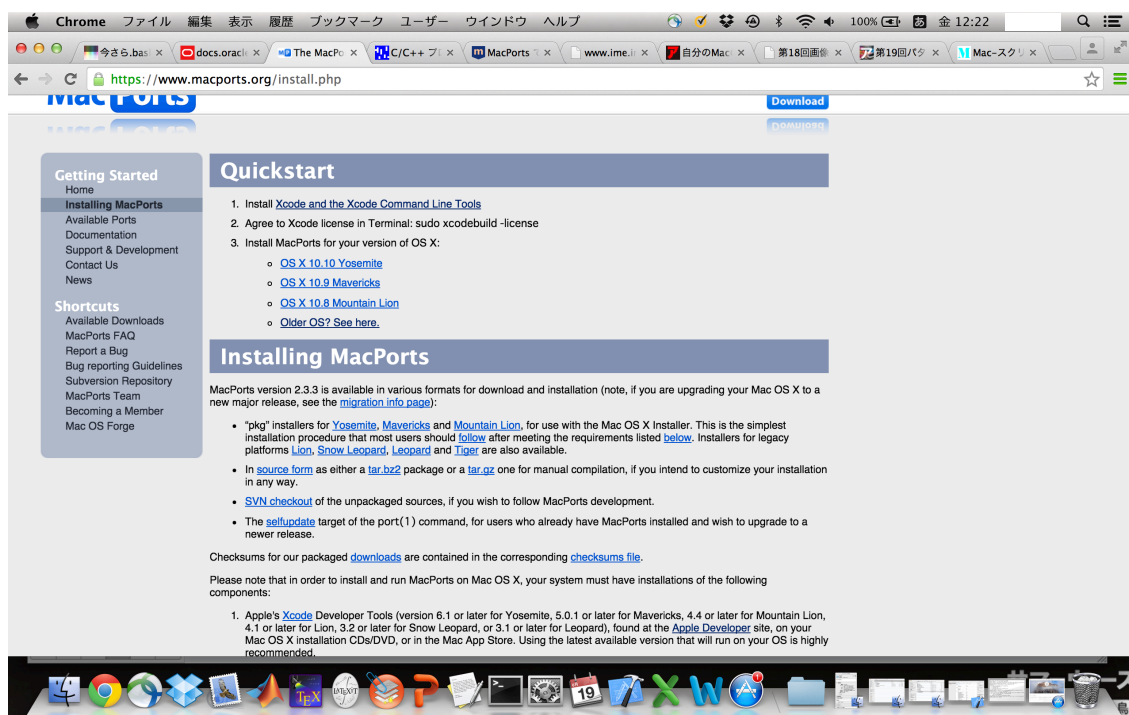 Chrome ファイル 編集 表示 履歴 ブックマーク ユーザー ウインドウ ヘルプ 100% あ 金 12:22
今さら.bas docs.oracle The MacPo C/C++ プ MacPorts www.ime.ir 自分のMac 第18回画像 第19回パタ Mac-スクリ
https://www.macports.org/install.php
MacPorts
Download
Getting Started
Home
Installing MacPorts
Available Ports
Documentation
Support & Development
Contact Us
News
Shortcuts
Available Downloads
MacPorts FAQ
Report a Bug
Bug reporting Guidelines
Subversion Repository
MacPorts Team
Becoming a Member
Mac OS Forge
Quickstart
1. Install Xcode and the Xcode Command Line Tools
2. Agree to Xcode license in Terminal: sudo xcodebuild -license
3. Install MacPorts for your version of OS X:
OS X 10.10 Yosemite
OS X 10.9 Mavericks
OS X 10.8 Mountain Lion
Older OS? See here.
Installing MacPorts
MacPorts version 2.3.3 is available in various formats for download and installation (note, if you are upgrading your Mac OS X to a
new major release, see the migration info page):
• “pkg” installers for Yosemite, Mavericks and Mountain Lion, for use with the Mac OS X Installer. This is the simplest
installation procedure that most users should follow after meeting the requirements listed below. Installers for legacy
platforms Lion, Snow Leopard, Leopard and Tiger are also available.
• In source form as either a tar.bz2 package or a tar.gz one for manual compilation, if you intend to customize your installation
in any way.
• SVN checkout of the unpackaged sources, if you wish to follow MacPorts development.
• The selfupdate target of the port(1) command, for users who already have MacPorts installed and wish to upgrade to a
newer release.
Checksums for our packaged downloads are contained in the corresponding checksums file.
Please note that in order to install and run MacPorts on Mac OS X, your system must have installations of the following
components:
1. Apple's Xcode Developer Tools (version 6.1 or later for Yosemite, 5.0.1 or later for Mavericks, 4.4 or later for Mountain Lion,
4.1 or later for Lion, 3.2 or later for Snow Leopard, or 3.1 or later for Leopard), found at the Apple Developer site, on your
Mac OS X installation CDs/DVD, or in the Mac App Store. Using the latest available version that will run on your OS is highly
recommended.
TEX
19